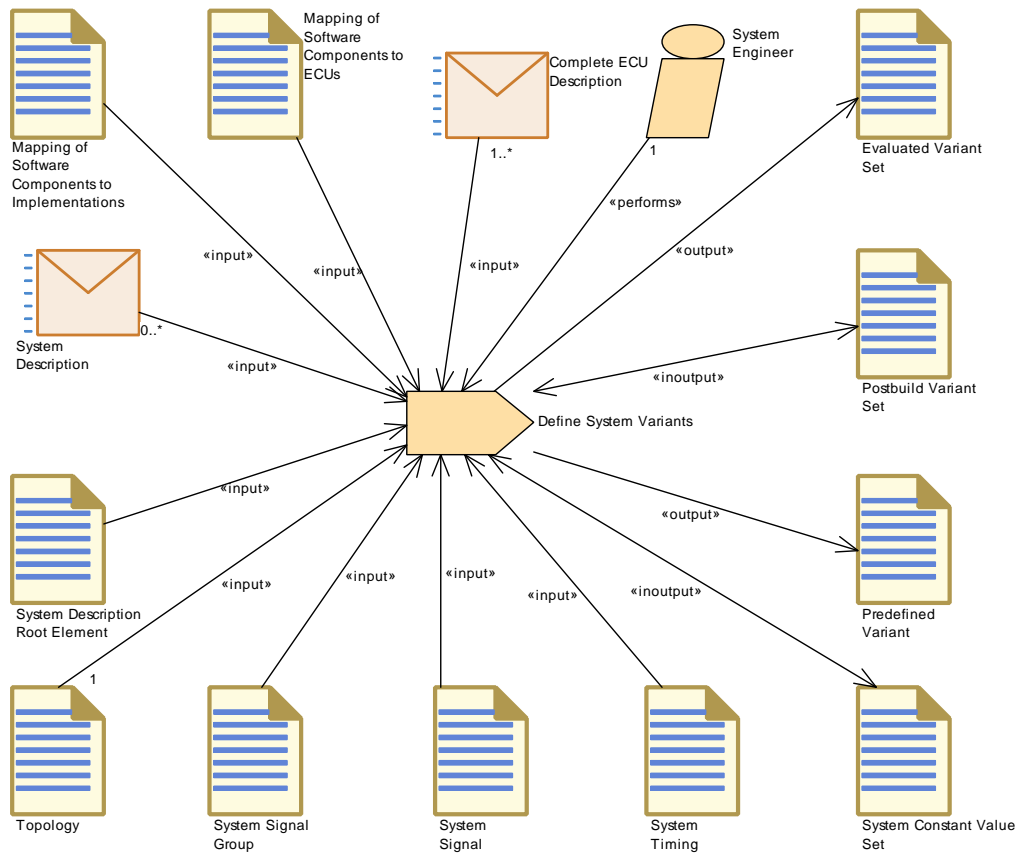 Mapping of
Software
Components to
ECUs
System
Engineer
Complete ECU
Description
Mapping of
Software
Components to
Implementations
1..*
1
Evaluated Variant
Set
«performs»
«input»
«input»
«input»
«output»
0..*
System
Description
«input»
«inoutput»
Postbuild Variant
Set
Define System Variants
«input»
«output»
«input»
«input»
«input»
«input»
«inoutput»
System Description
Root Element
Predefined
Variant
1
Topology
System Signal
Group
System
Signal
System
Timing
System Constant Value
Set